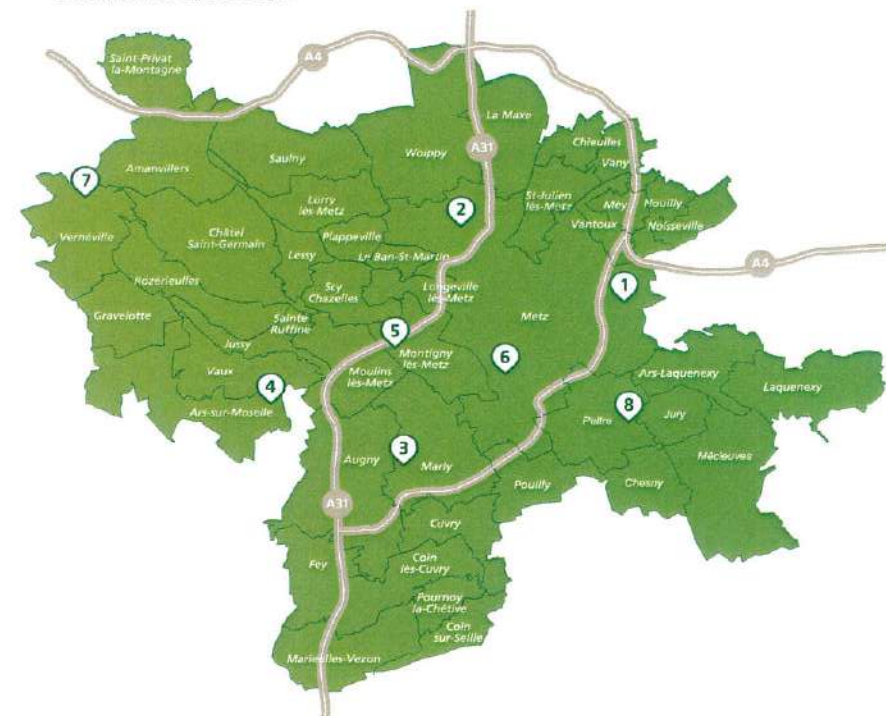 A4
Saint-Privat
la-Montagne
La Maxe
A31
Woippy
Saulny
Amanvillers
Chieulles
Vany
7
Lorry
lès-Metz
2
St-Julien
lès-Metz
Mey
Nouilly
Vantoux
Noisseville
Vernéville
Châtel
Saint-Germain
Plappeville
Lessy
Le Ban-St-Martin
A4
Rozérieulles
Scy
Chazelles
Longeville
lès-Metz
1
Gravelotte
Sainte
Ruffine
Metz
5
Jussy
Montigny
lès-Metz
6
Vaux
Moulins
lès-Metz
Ars-Laquenexy
Laquenexy
4
Ars-sur-Moselle
8
Peltre
Jury
3
Augny
Marly
Mécleuves
Pouilly
Chesny
A31
Cuvry
Fey
Coin
lès-Cuvry
Pournoy
la-Chétive
Coin
sur-Seille
Marieulles-Vezon